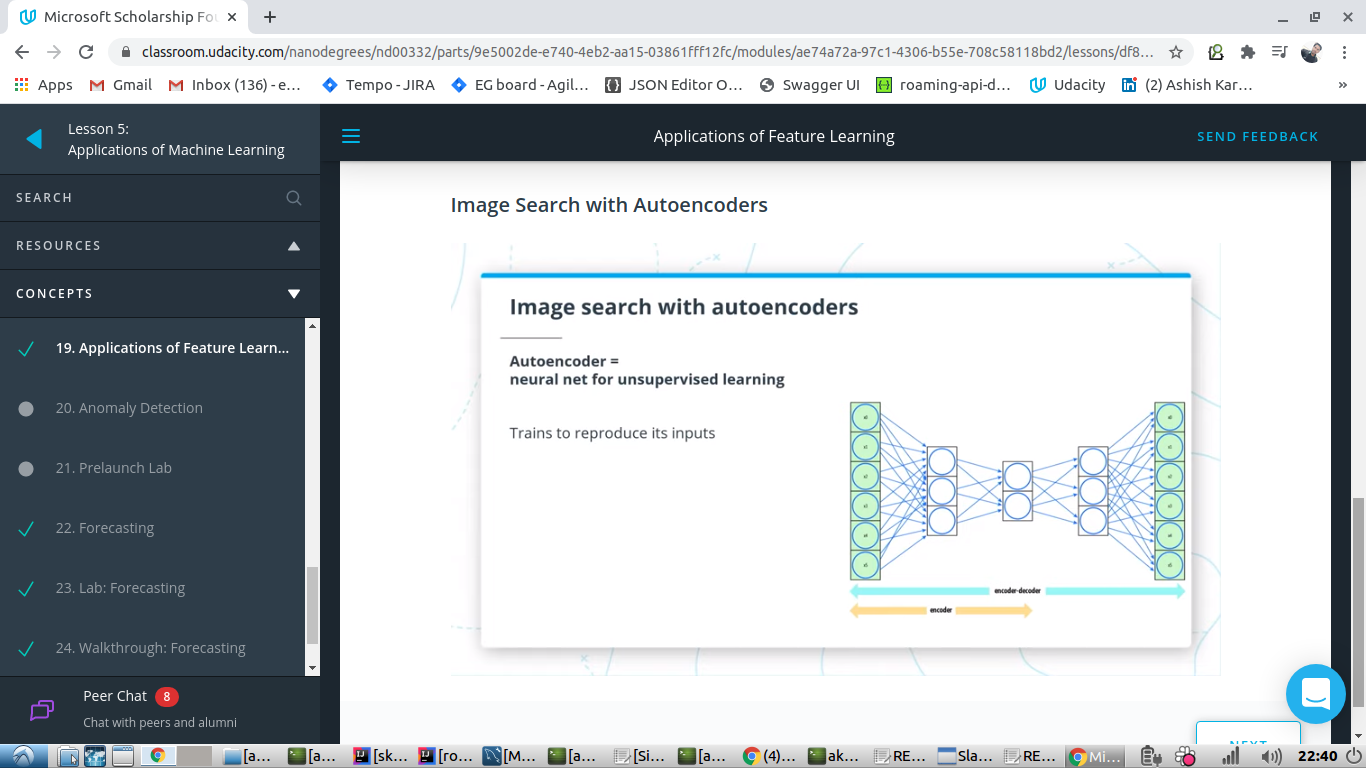 Microsoft Scholarship Fou
classroom.udacity.com/nanodegrees/nd00332/parts/9e5002de-e740-4eb2-aa15-03861fff12fc/modules/ae74a72a-97c1-4306-b55e-708c58118bd2/lessons/df8...
Apps Gmail Inbox (136) - e... Tempo - JIRA EG board - Agil... JSON Editor O... Swagger UI roaming-api-d... Udacity (2) Ashish Kar... »
Lesson 5:
Applications of Machine Learning
Applications of Feature Learning
SEND FEEDBACK
SEARCH
RESOURCES
CONCEPTS
19. Applications of Feature Learn...
20. Anomaly Detection
21. Prelaunch Lab
22. Forecasting
23. Lab: Forecasting
24. Walkthrough: Forecasting
Peer Chat 8
Chat with peers and alumni
Image Search with Autoencoders
Image search with autoencoders
Autoencoder =
neural net for unsupervised learning
Trains to reproduce its inputs
encoder-decoder
encoder
NEXT
[a... [a... [sk... [ro... [M... [a... [Si... [a... (4)... ak... RE... Sla... RE... Mi... 22:40